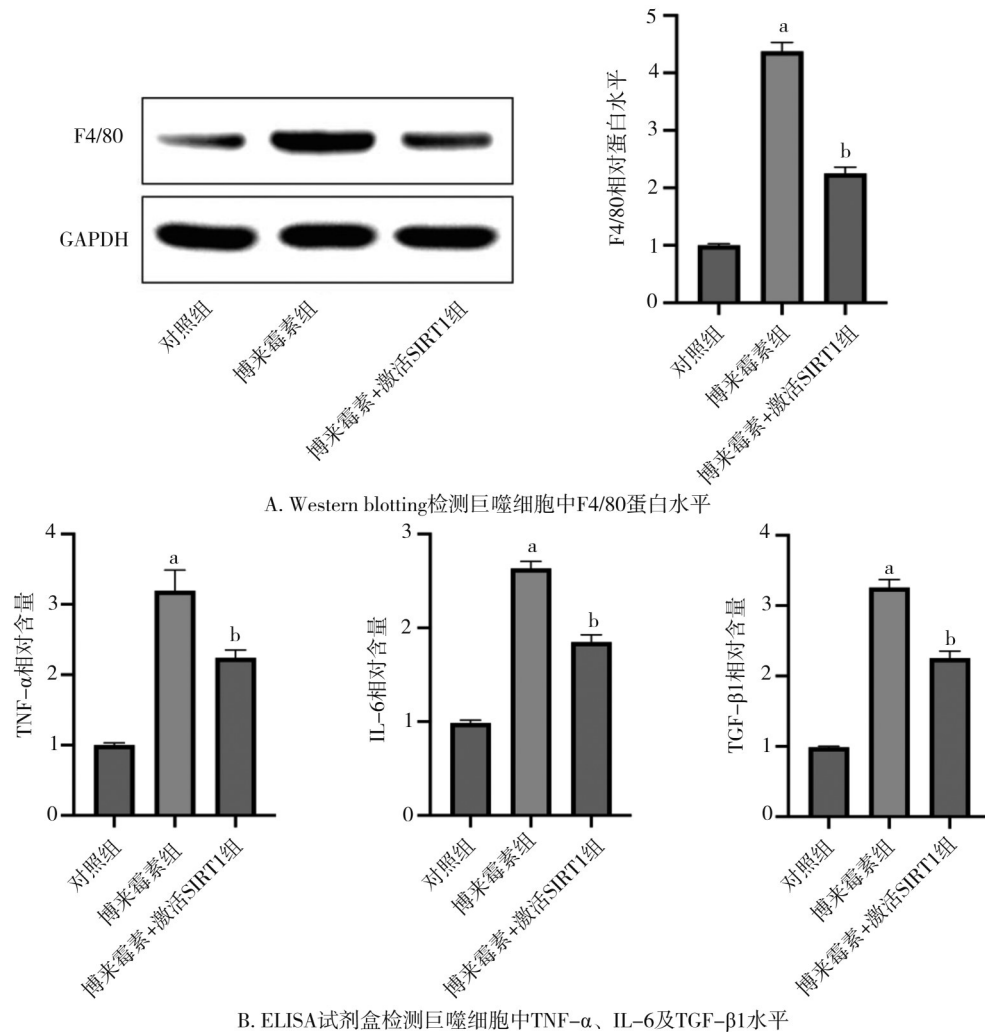 F4/80
GAPDH
对照组
博来霉素组
博来霉素+激活SIRT1组
F4/80相对蛋白水平
5
4
3
2
1
0
a
b
对照组
博来霉素组
博来霉素+激活SIRT1组
A. Western blotting检测巨噬细胞中F4/80蛋白水平
TNF-α相对含量
4
3
2
1
0
a
b
对照组
博来霉素组
博来霉素+激活SIRT1组
IL-6相对含量
3
2
1
0
a
b
对照组
博来霉素组
博来霉素+激活SIRT1组
TGF-β1相对含量
4
3
2
1
0
a
b
对照组
博来霉素组
博来霉素+激活SIRT1组
B. ELISA试剂盒检测巨噬细胞中TNF-α、IL-6及TGF-β1水平